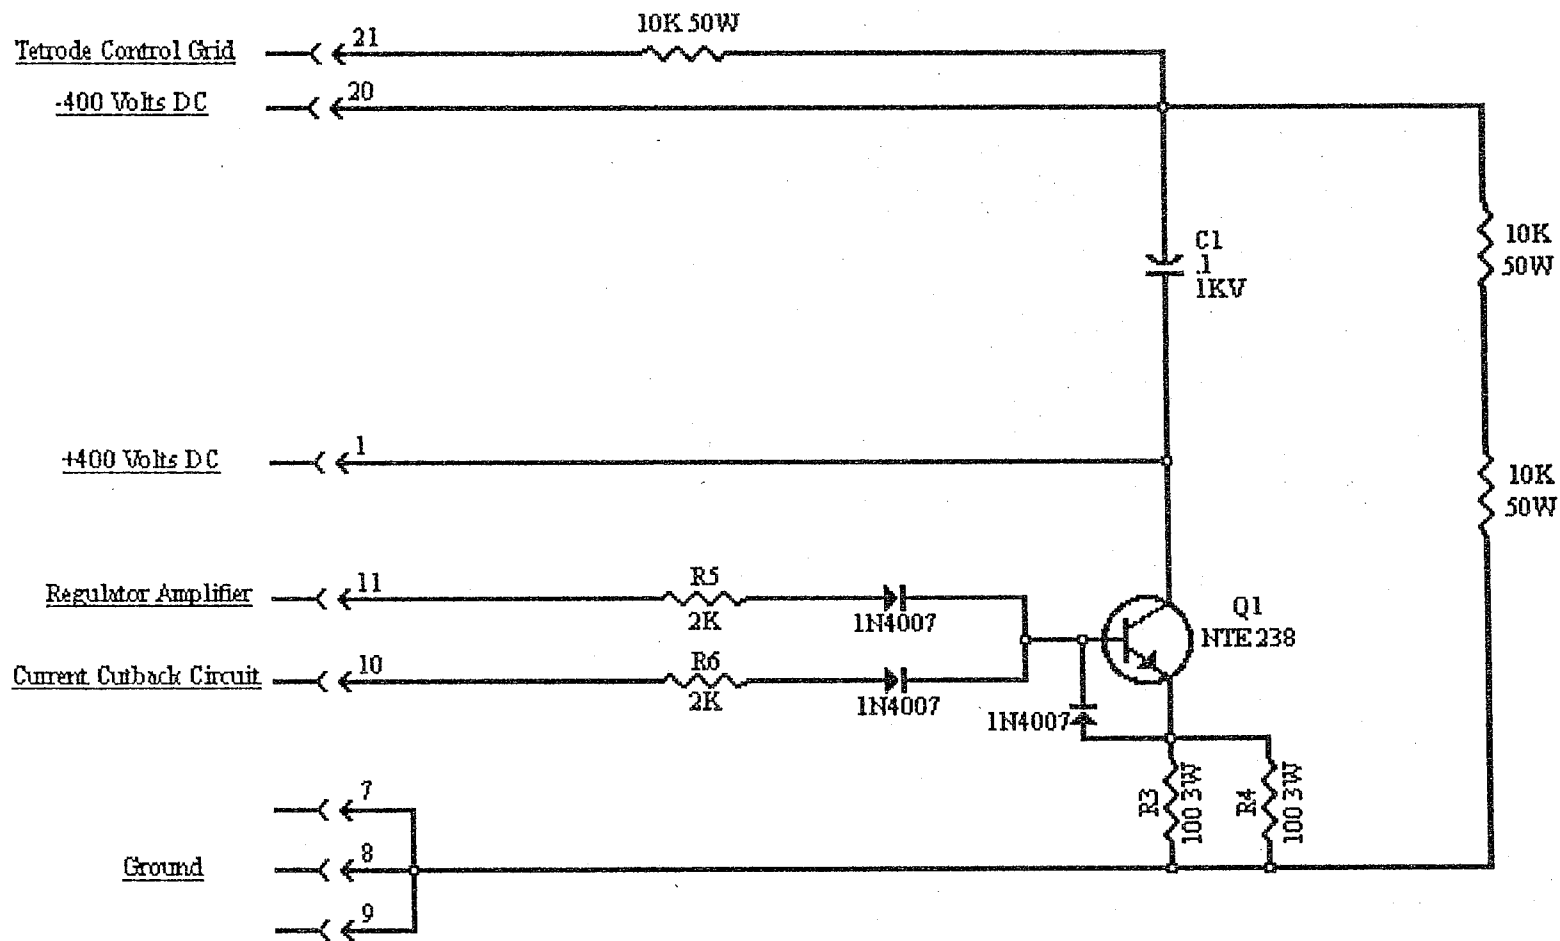 10K 50W
Tetrode Control Grid
21
-400 Volts DC
20
C1
.1
1KV
10K
50W
+400 Volts DC
1
10K
50W
Regulator Amplifier
11
R5
2K
1N4007
Q1
NTE238
Current Cutback Circuit
10
R6
2K
1N4007
1N4007
R3
100 3W
R4
100 3W
7
Ground
8
9